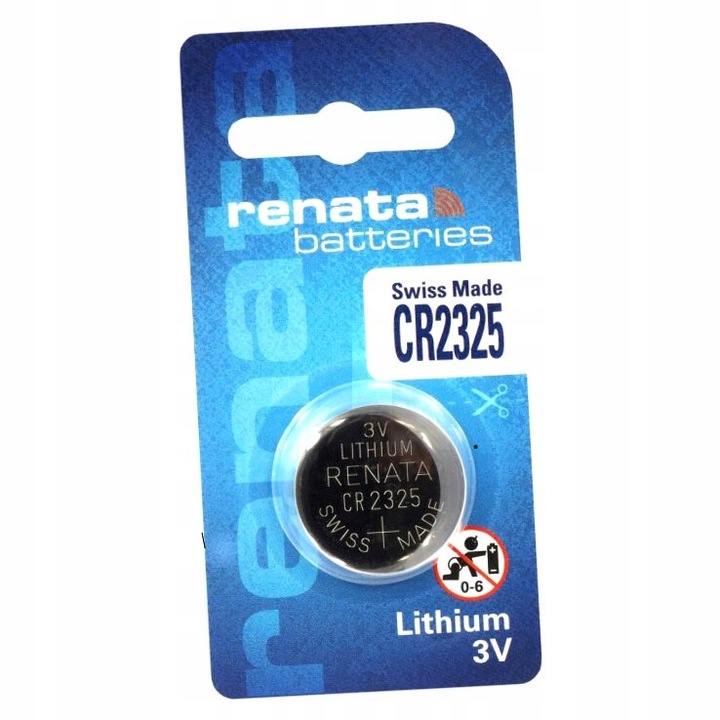 renata
renata
batteries
Swiss Made
CR2325
3V
LITHIUM
RENATA
CR 2325
SWISS MADE
+
0-6
Lithium
3V